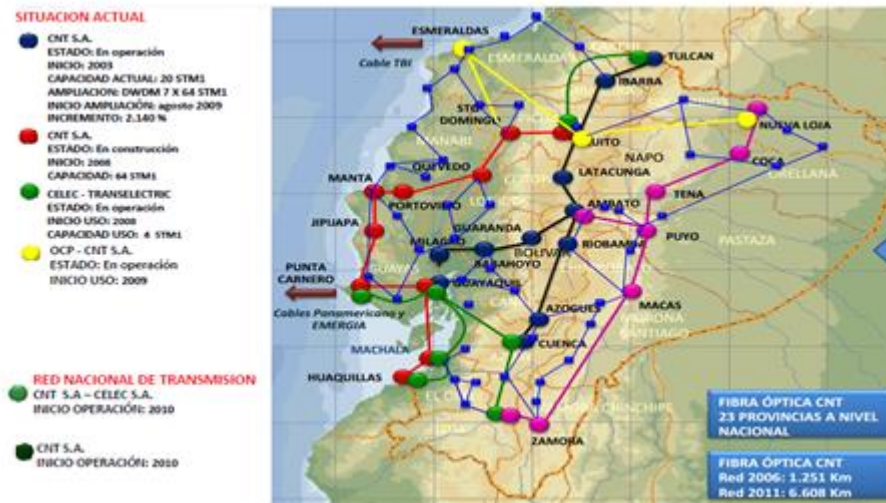 SITUACION ACTUAL
CNT S.A.
ESTADO: En operación
INICIO: 2003
CAPACIDAD ACTUAL: 20 STM1
AMPLIACION: DWDM 7 X 64 STM1
INICIO AMPLIACIÓN: agosto 2009
INCREMENTO: 2.140 %
CNT S.A.
ESTADO: En construcción
INICIO: 2008
CAPACIDAD: 64 STM1
CELEC - TRANSELECTRIC
ESTADO: En operación
INICIO USO: 2008
CAPACIDAD USO: 4 STM1
OCP - CNT S.A.
ESTADO: En operación
INICIO USO: 2009
RED NACIONAL DE TRANSMISION
CNT S.A – CELEC S.A.
INICIO OPERACIÓN: 2010
CNT S.A.
INICIO OPERACIÓN: 2010
ESMERALDAS
Cable TBI
ESMERALDAS
TULCAN
IBARRA
STO
DOMINGO
QUITO
NUEVA LOJA
MANABI
QUEVEDO
LATACUNGA
NAPO
COCA
ORELLANA
MANTA
PORTOVIEJO
TENA
AMBATO
JIPIJAPA
GUARANDA
MILAGRO
BOLIVAR
RIOBAMBA
PUYO
PASTAZA
BABAHOYO
PUNTA
CARNERO
GUAYAS
GUAYAQUIL
MACAS
Cables Panamericano y
EMERGIA
AZOGUES
SANTIAGO
MACHALA
CUENCA
HUAQUILLAS
ZAMORA
FIBRA ÓPTICA CNT
23 PROVINCIAS A NIVEL
NACIONAL
FIBRA ÓPTICA CNT
Red 2006: 1.251 Km
Red 2011: 6.608 Km